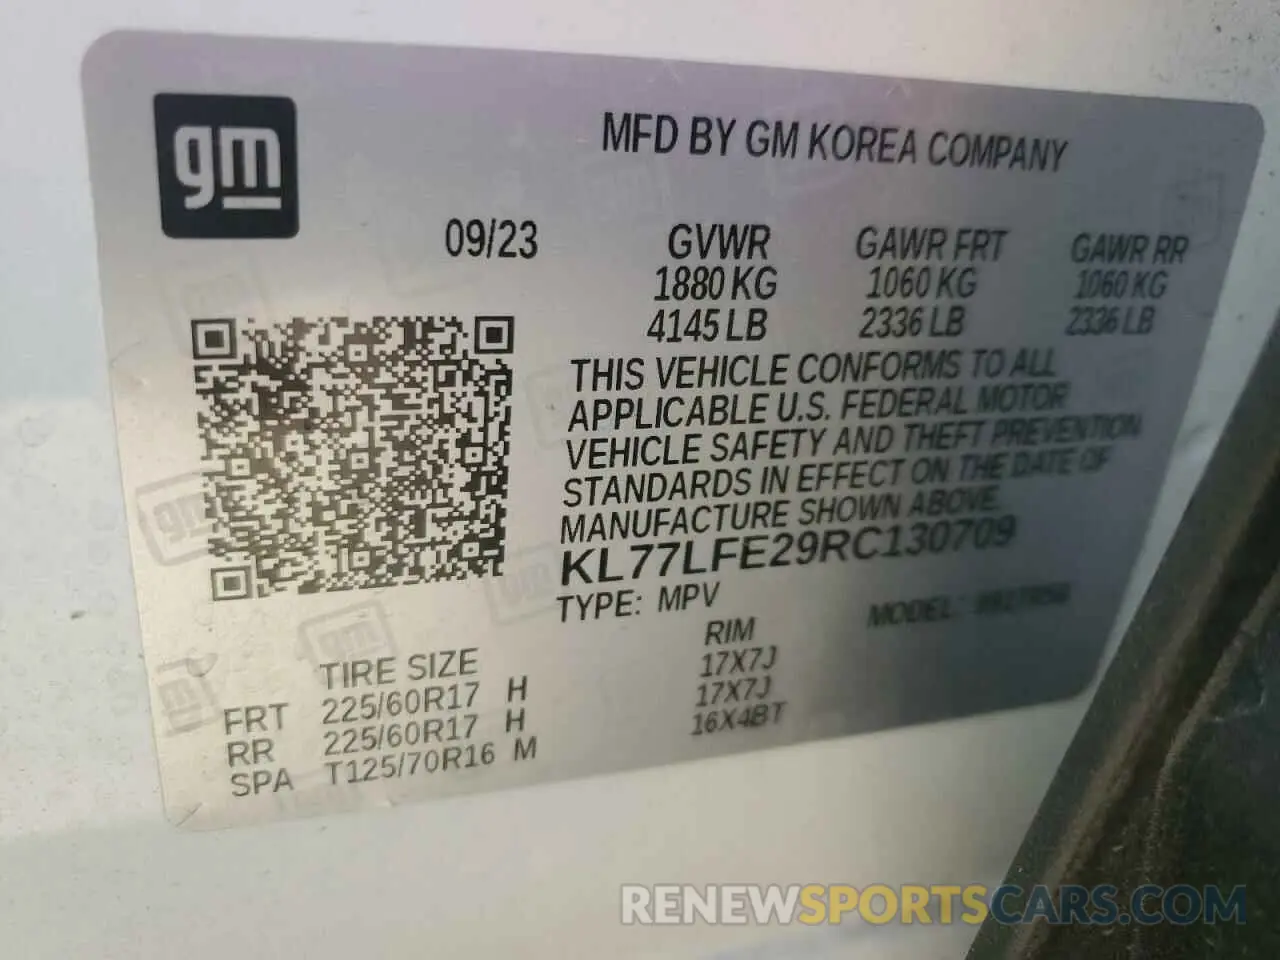 gm
MFD BY GM KOREA COMPANY
09/23 GVWR GAWR FRT GAWR RR
1880 KG 1060 KG 1060 KG
4145 LB 2336 LB 2336 LB
THIS VEHICLE CONFORMS TO ALL
APPLICABLE U.S. FEDERAL MOTOR
VEHICLE SAFETY AND THEFT PREVENTION
STANDARDS IN EFFECT ON THE DATE OF
MANUFACTURE SHOWN ABOVE.
KL77LFE29RC130709
TYPE: MPV MODEL:
TIRE SIZE RIM
FRT 225/60R17 H 17X7J
RR 225/60R17 H 17X7J
SPA T125/70R16 M 16X4BT
RENEWSPORTSCARS.COM